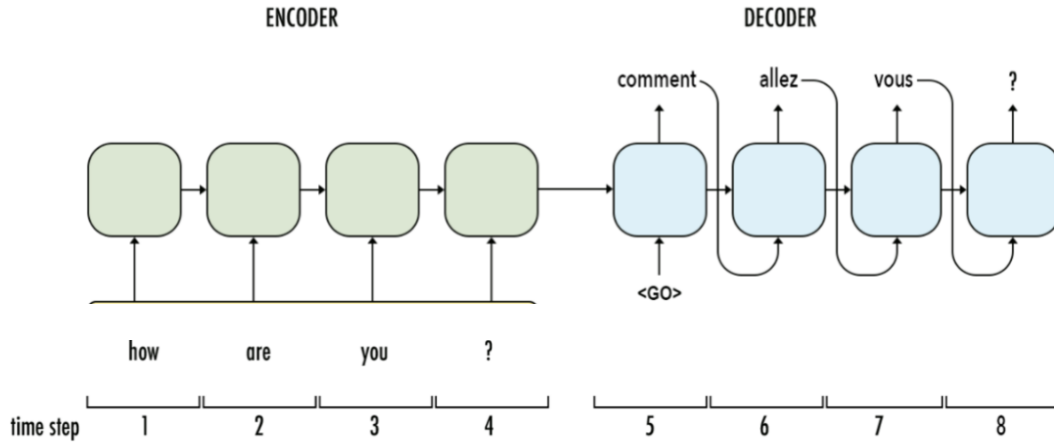 ENCODER DECODER
comment allez vous ?
<GO>
how are you ?
time step 1 2 3 4 5 6 7 8